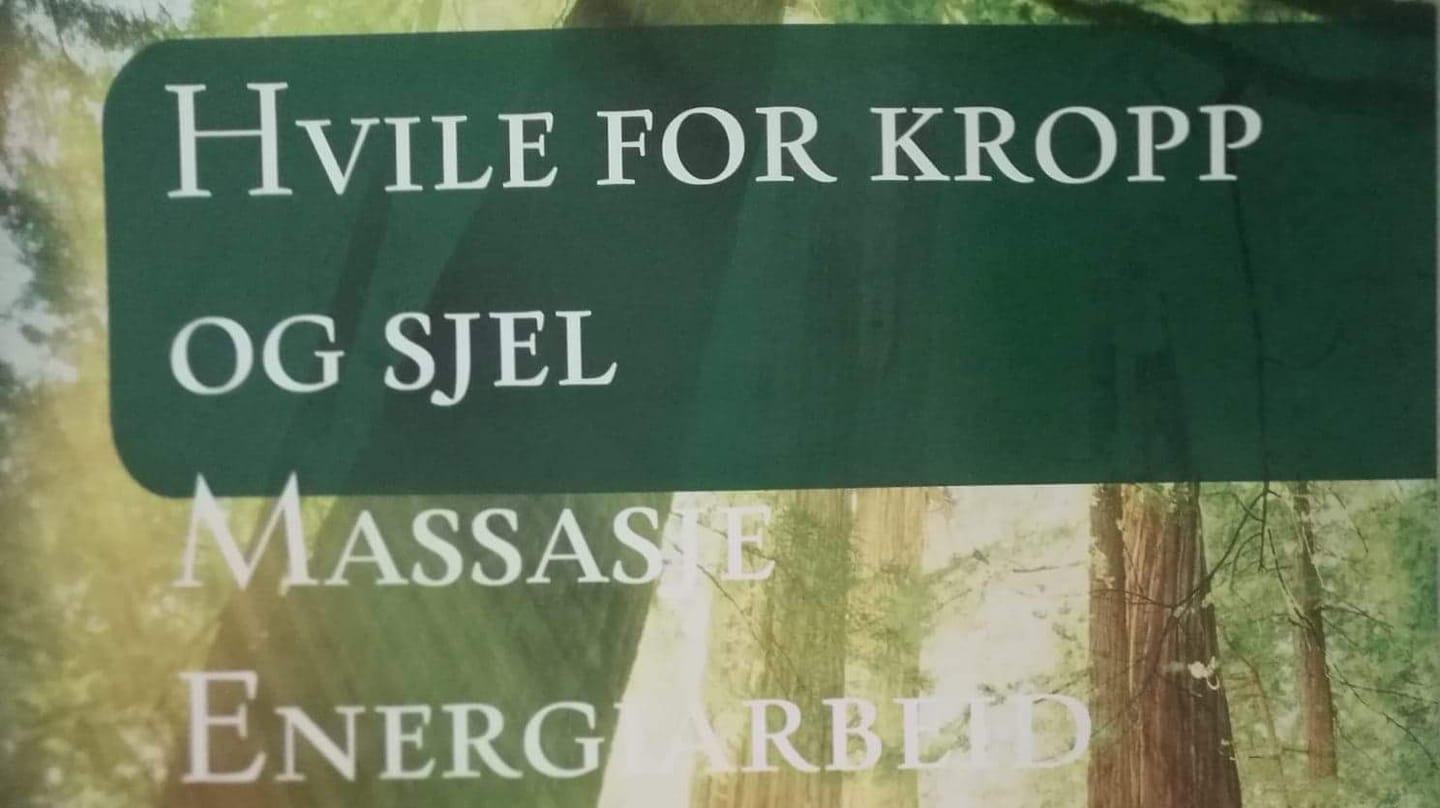 HVILE FOR KROPP
OG SJEL
MASSASJE
ENERGIARBEID